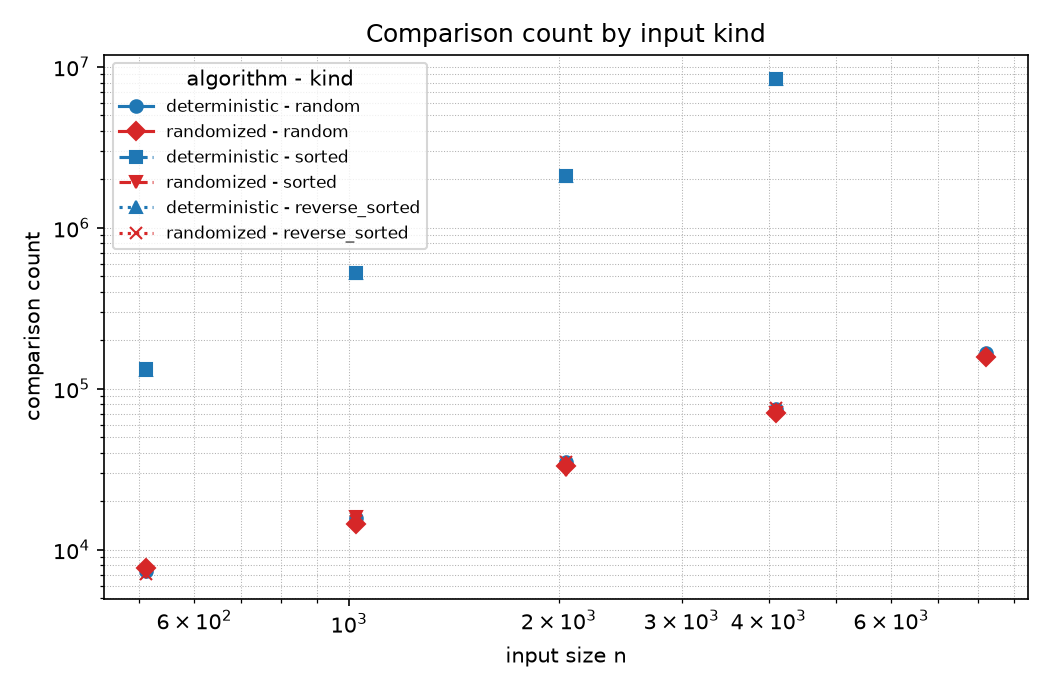 Comparison count by input kind
comparison count
10^7
10^6
10^5
10^4
algorithm - kind
deterministic - random
randomized - random
deterministic - sorted
randomized - sorted
deterministic - reverse_sorted
randomized - reverse_sorted
6 × 10^2
10^3
2 × 10^3
3 × 10^3
4 × 10^3
6 × 10^3
input size n